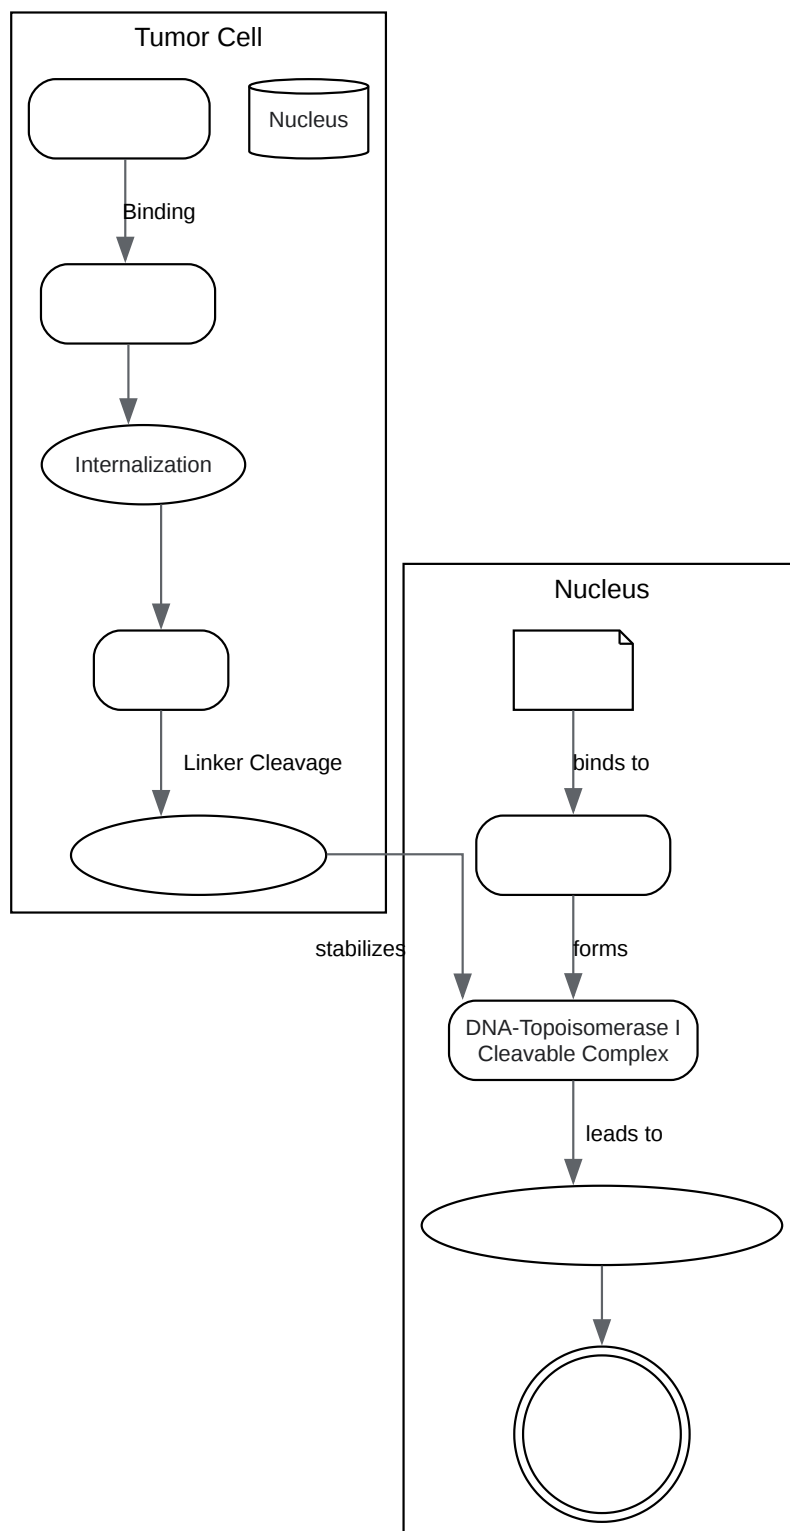 Tumor Cell
Nucleus
Binding
Internalization
Linker Cleavage
stabilizes
Nucleus
binds to
forms
DNA-Topoisomerase I
Cleavable Complex
leads to